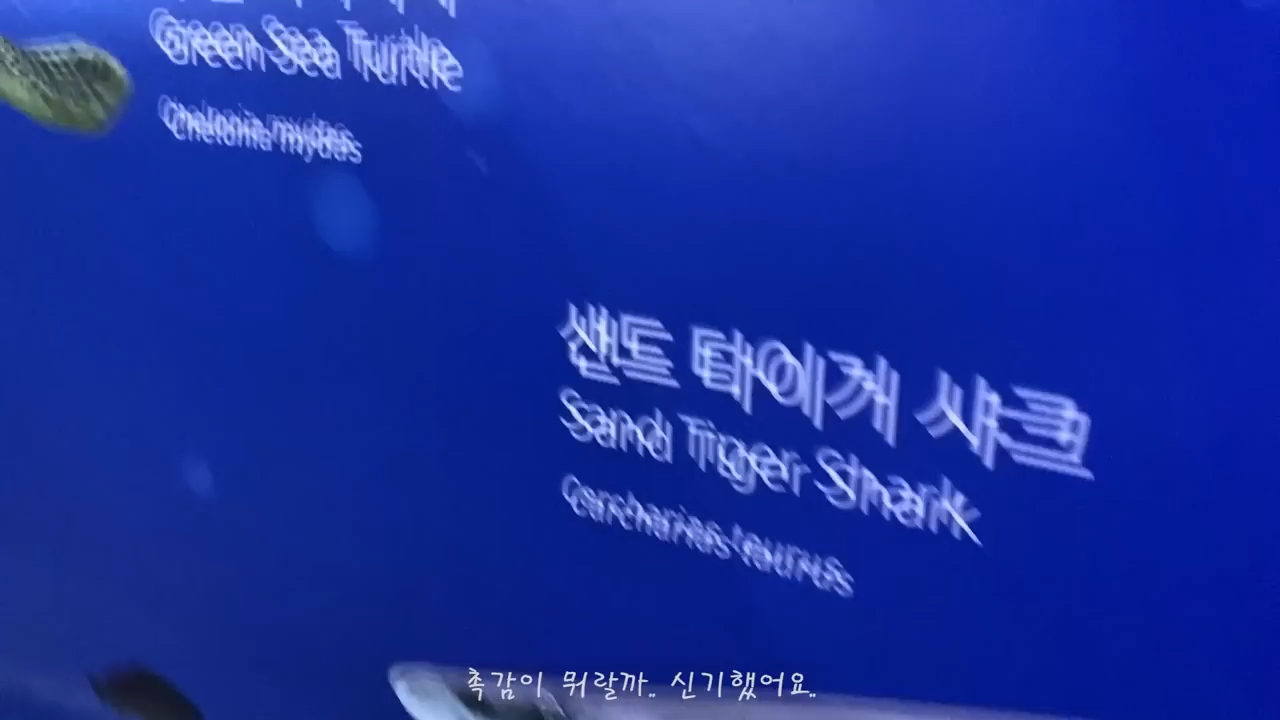 Green Sea Turtle
Chelonia mydas
샌드 타이거 샤크
Sand Tiger Shark
Carcharias taurus
촉감이 뭐랄까.. 신기했어요..